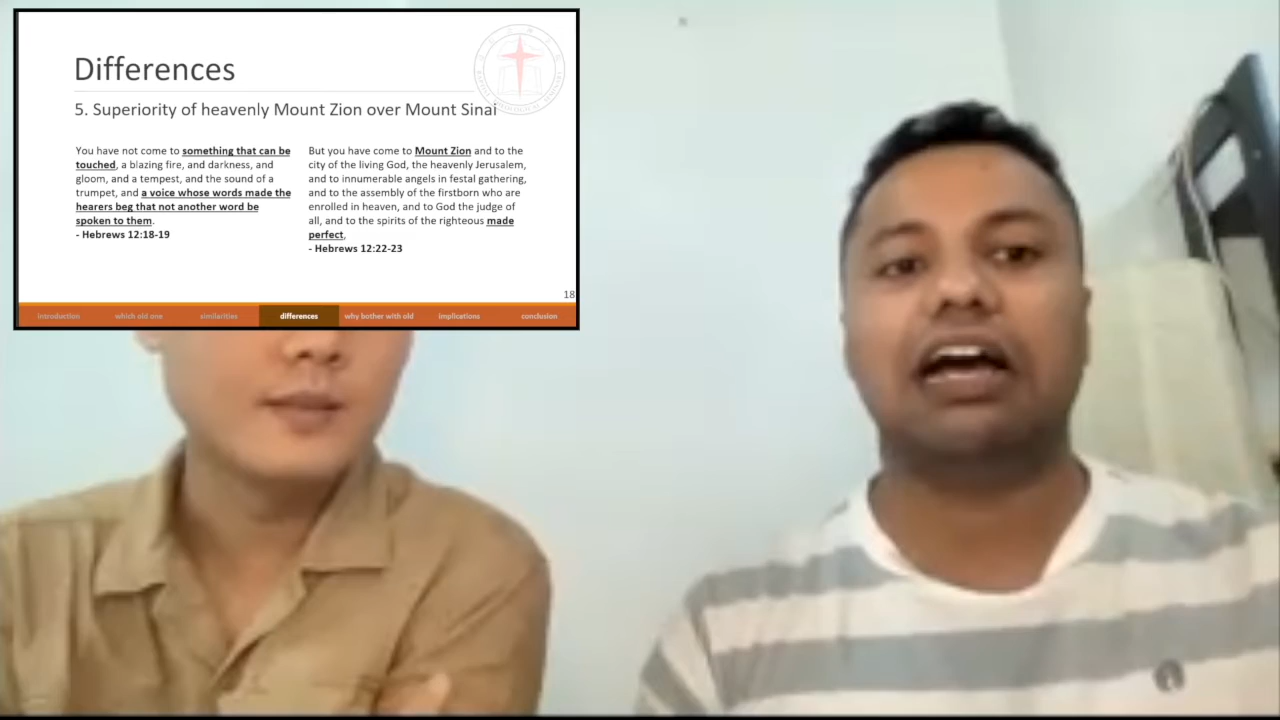 Differences
5. Superiority of heavenly Mount Zion over Mount Sinai
You have not come to something that can be
touched, a blazing fire, and darkness, and
gloom, and a tempest, and the sound of a
trumpet, and a voice whose words made the
hearers beg that not another word be
spoken to them.
- Hebrews 12:18-19
But you have come to Mount Zion and to the
city of the living God, the heavenly Jerusalem,
and to innumerable angels in festal gathering,
and to the assembly of the firstborn who are
enrolled in heaven, and to God the judge of
all, and to the spirits of the righteous made
perfect,
- Hebrews 12:22-23
18
introduction which old one similarities differences why bother with old implications conclusion